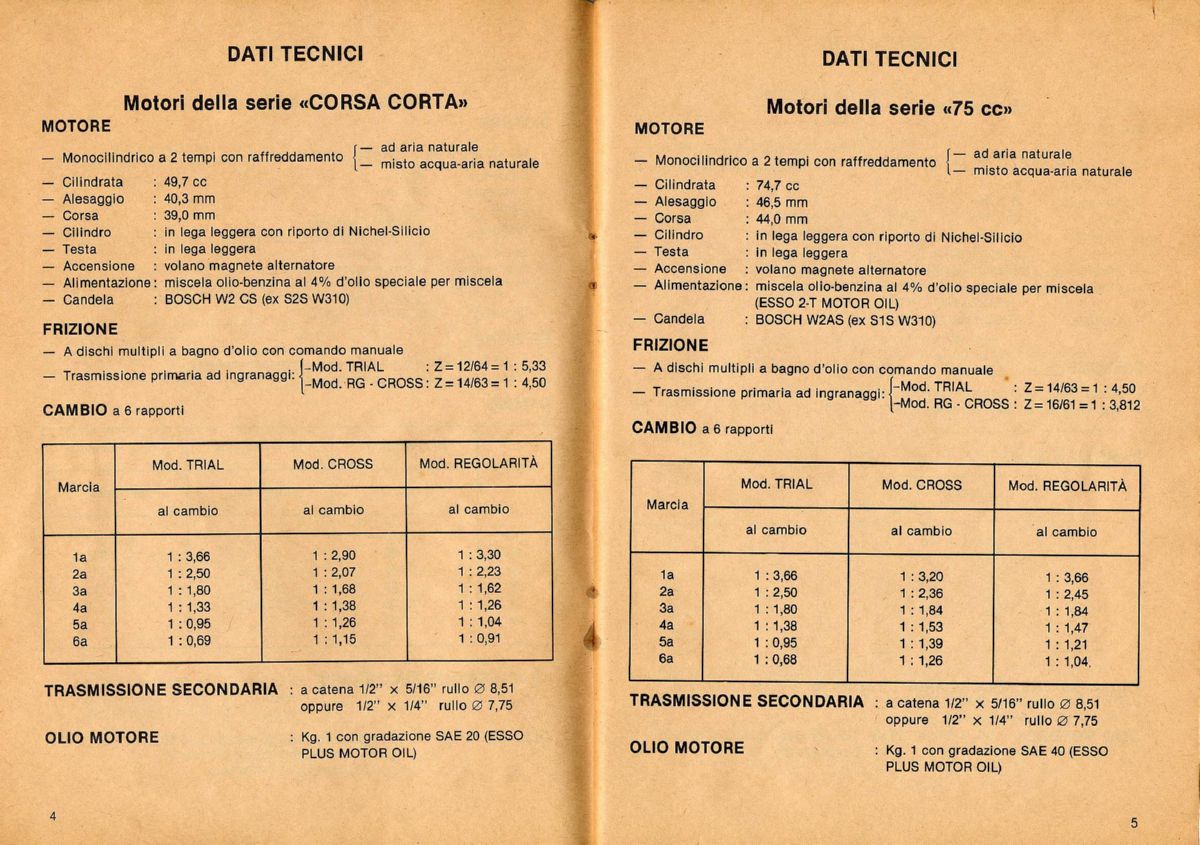 DATI TECNICI
Motori della serie «CORSA CORTA»
MOTORE
— Monocilindrico a 2 tempi con raffreddamento
— ad aria naturale
— misto acqua-aria naturale
— Cilindrata : 49,7 cc
— Alesaggio : 40,3 mm
— Corsa : 39,0 mm
— Cilindro : in lega leggera con riporto di Nichel-Silicio
— Testa : in lega leggera
— Accensione : volano magnete alternatore
— Alimentazione: miscela olio-benzina al 4% d'olio speciale per miscela
— Candela : BOSCH W2 CS (ex S2S W310)
FRIZIONE
— A dischi multipli a bagno d'olio con comando manuale
— Trasmissione primaria ad ingranaggi:
-Mod. TRIAL : Z = 12/64 = 1 : 5,33
-Mod. RG - CROSS : Z = 14/63 = 1 : 4,50
CAMBIO a 6 rapporti
Marcia Mod. TRIAL Mod. CROSS Mod. REGOLARITÀ
al cambio al cambio al cambio
1a 1 : 3,66 1 : 2,90 1 : 3,30
2a 1 : 2,50 1 : 2,07 1 : 2,23
3a 1 : 1,80 1 : 1,68 1 : 1,62
4a 1 : 1,33 1 : 1,38 1 : 1,26
5a 1 : 0,95 1 : 1,26 1 : 1,04
6a 1 : 0,69 1 : 1,15 1 : 0,91
TRASMISSIONE SECONDARIA : a catena 1/2" × 5/16" rullo ∅ 8,51
oppure 1/2" × 1/4" rullo ∅ 7,75
OLIO MOTORE : Kg. 1 con gradazione SAE 20 (ESSO
PLUS MOTOR OIL)
4
DATI TECNICI
Motori della serie «75 cc»
MOTORE
— Monocilindrico a 2 tempi con raffreddamento
— ad aria naturale
— misto acqua-aria naturale
— Cilindrata : 74,7 cc
— Alesaggio : 46,5 mm
— Corsa : 44,0 mm
— Cilindro : in lega leggera con riporto di Nichel-Silicio
— Testa : in lega leggera
— Accensione : volano magnete alternatore
— Alimentazione: miscela olio-benzina al 4% d'olio speciale per miscela
(ESSO 2-T MOTOR OIL)
— Candela : BOSCH W2AS (ex S1S W310)
FRIZIONE
— A dischi multipli a bagno d'olio con comando manuale
— Trasmissione primaria ad ingranaggi:
-Mod. TRIAL : Z = 14/63 = 1 : 4,50
-Mod. RG - CROSS : Z = 16/61 = 1 : 3,812
CAMBIO a 6 rapporti
Marcia Mod. TRIAL Mod. CROSS Mod. REGOLARITÀ
al cambio al cambio al cambio
1a 1 : 3,66 1 : 3,20 1 : 3,66
2a 1 : 2,50 1 : 2,36 1 : 2,45
3a 1 : 1,80 1 : 1,84 1 : 1,84
4a 1 : 1,38 1 : 1,53 1 : 1,47
5a 1 : 0,95 1 : 1,39 1 : 1,21
6a 1 : 0,68 1 : 1,26 1 : 1,04
TRASMISSIONE SECONDARIA : a catena 1/2" × 5/16" rullo ∅ 8,51
oppure 1/2" × 1/4" rullo ∅ 7,75
OLIO MOTORE : Kg. 1 con gradazione SAE 40 (ESSO
PLUS MOTOR OIL)
5